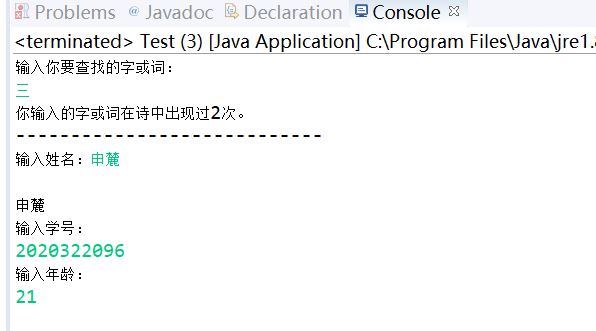 Problems @ Javadoc Declaration Console
<terminated> Test (3) [Java Application] C:\Program Files\Java\jre1.8
输入你要查找的字或词：
三
你输入的字或词在诗中出现过2次。
----------------------------
输入姓名：申麓
申麓
输入学号：
2020322096
输入年龄：
21